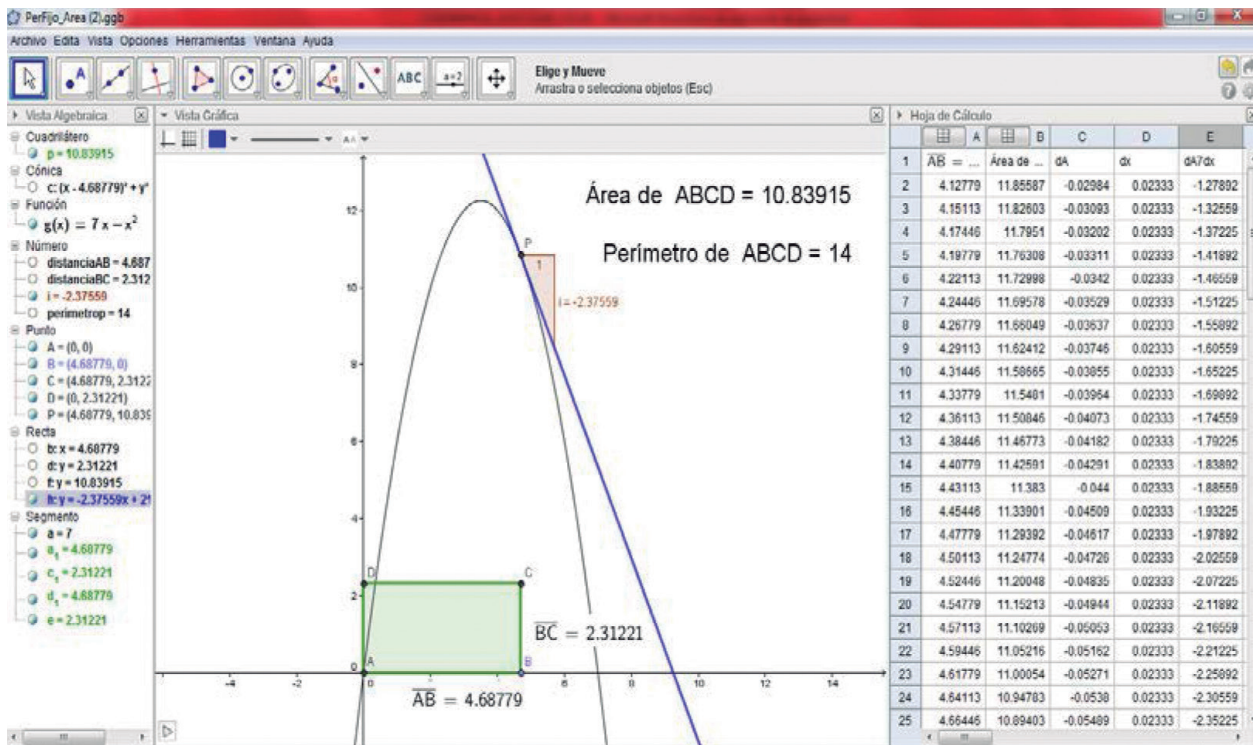 PerFijo_Area (2).ggb
Archivo Edita Vista Opciones Herramientas Ventana Ayuda
A
ABC
a=2
Elige y Mueve
Arrastra o selecciona objetos (Esc)
Vista Algebraica
Cuadrilátero
p = 10.83915
Cónica
c: (x - 4.68779)² + y²
Función
g(x) = 7 x − x²
Número
distanciaAB = 4.687
distanciaBC = 2.312
i = -2.37559
perimetrop = 14
Punto
A = (0, 0)
B = (4.68779, 0)
C = (4.68779, 2.3122
D = (0, 2.31221)
P = (4.68779, 10.839
Recta
b: x = 4.68779
d: y = 2.31221
f: y = 10.83915
h: y = -2.37559x + 2
Segmento
a = 7
a₁ = 4.68779
c₁ = 2.31221
d₁ = 4.68779
e = 2.31221
Vista Gráfica
Área de ABCD = 10.83915
Perímetro de ABCD = 14
P
1
i = -2.37559
12
10
8
6
4
2
0
D
C
A
B
BC = 2.31221
AB = 4.68779
-4 -2 0 2 6 8 10 12 14
Hoja de Cálculo
A B C D E
1 AB = ... Área de ... dA dx dA7dx
2 4.12779 11.85587 -0.02984 0.02333 -1.27892
3 4.15113 11.82603 -0.03093 0.02333 -1.32559
4 4.17446 11.7951 -0.03202 0.02333 -1.37225
5 4.19779 11.76308 -0.03311 0.02333 -1.41892
6 4.22113 11.72998 -0.0342 0.02333 -1.46559
7 4.24446 11.69578 -0.03529 0.02333 -1.51225
8 4.26779 11.66049 -0.03637 0.02333 -1.55892
9 4.29113 11.62412 -0.03746 0.02333 -1.60559
10 4.31446 11.58665 -0.03855 0.02333 -1.65225
11 4.33779 11.5481 -0.03964 0.02333 -1.69892
12 4.36113 11.50846 -0.04073 0.02333 -1.74559
13 4.38446 11.46773 -0.04182 0.02333 -1.79225
14 4.40779 11.42591 -0.04291 0.02333 -1.83892
15 4.43113 11.383 -0.044 0.02333 -1.88559
16 4.45446 11.33901 -0.04509 0.02333 -1.93225
17 4.47779 11.29392 -0.04617 0.02333 -1.97892
18 4.50113 11.24774 -0.04726 0.02333 -2.02559
19 4.52446 11.20048 -0.04835 0.02333 -2.07225
20 4.54779 11.15213 -0.04944 0.02333 -2.11892
21 4.57113 11.10269 -0.05053 0.02333 -2.16559
22 4.59446 11.05216 -0.05162 0.02333 -2.21225
23 4.61779 11.00054 -0.05271 0.02333 -2.25892
24 4.64113 10.94783 -0.0538 0.02333 -2.30559
25 4.66446 10.89403 -0.05489 0.02333 -2.35225